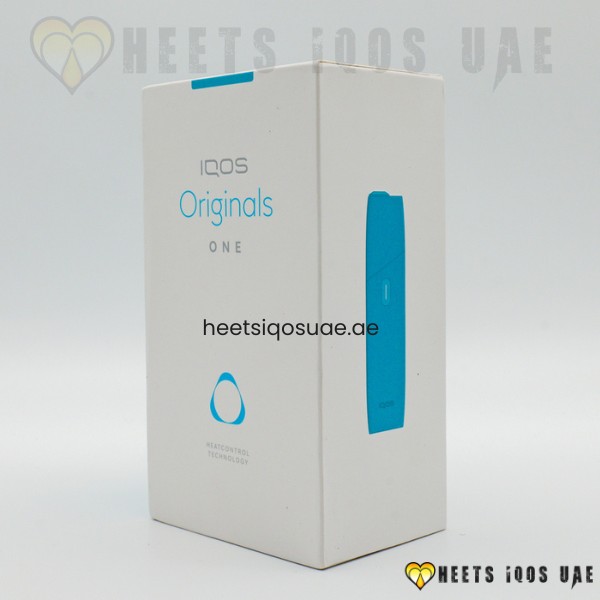 HEETS iQOS UAE
IQOS
Originals
ONE
heetsiqosuae.ae
HEATCONTROL
TECHNOLOGY
IQOS
HEETS iQOS UAE